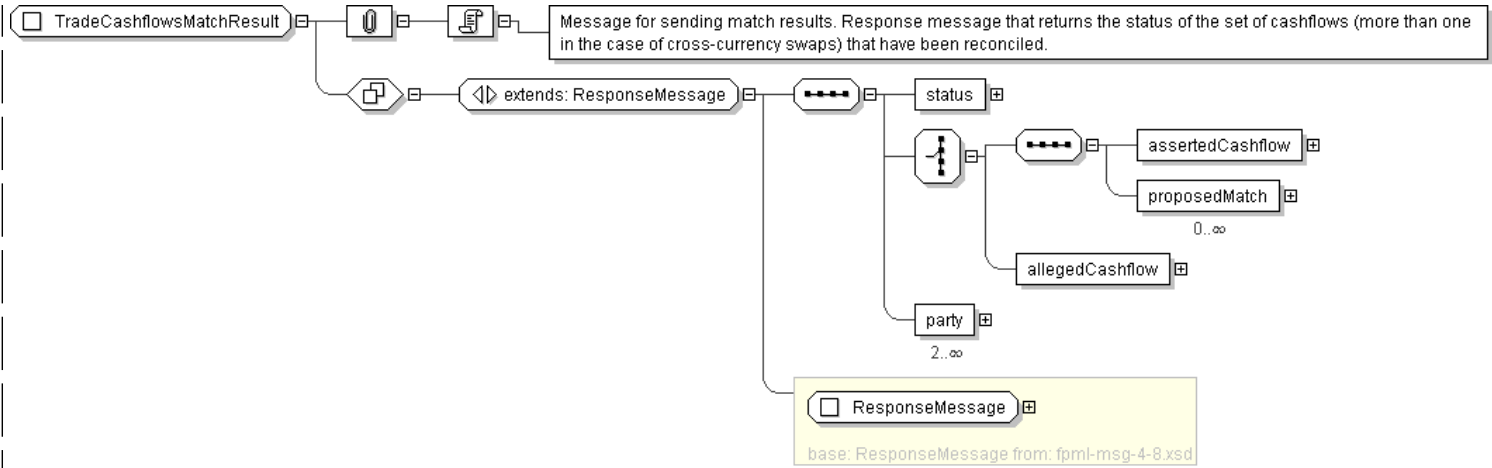 TradeCashflowsMatchResult
Message for sending match results. Response message that returns the status of the set of cashflows (more than one
in the case of cross-currency swaps) that have been reconciled.
extends: ResponseMessage
status
assertedCashflow
proposedMatch
0..∞
allegedCashflow
party
2..∞
ResponseMessage
base: ResponseMessage from: fpml-msg-4-8.xsd